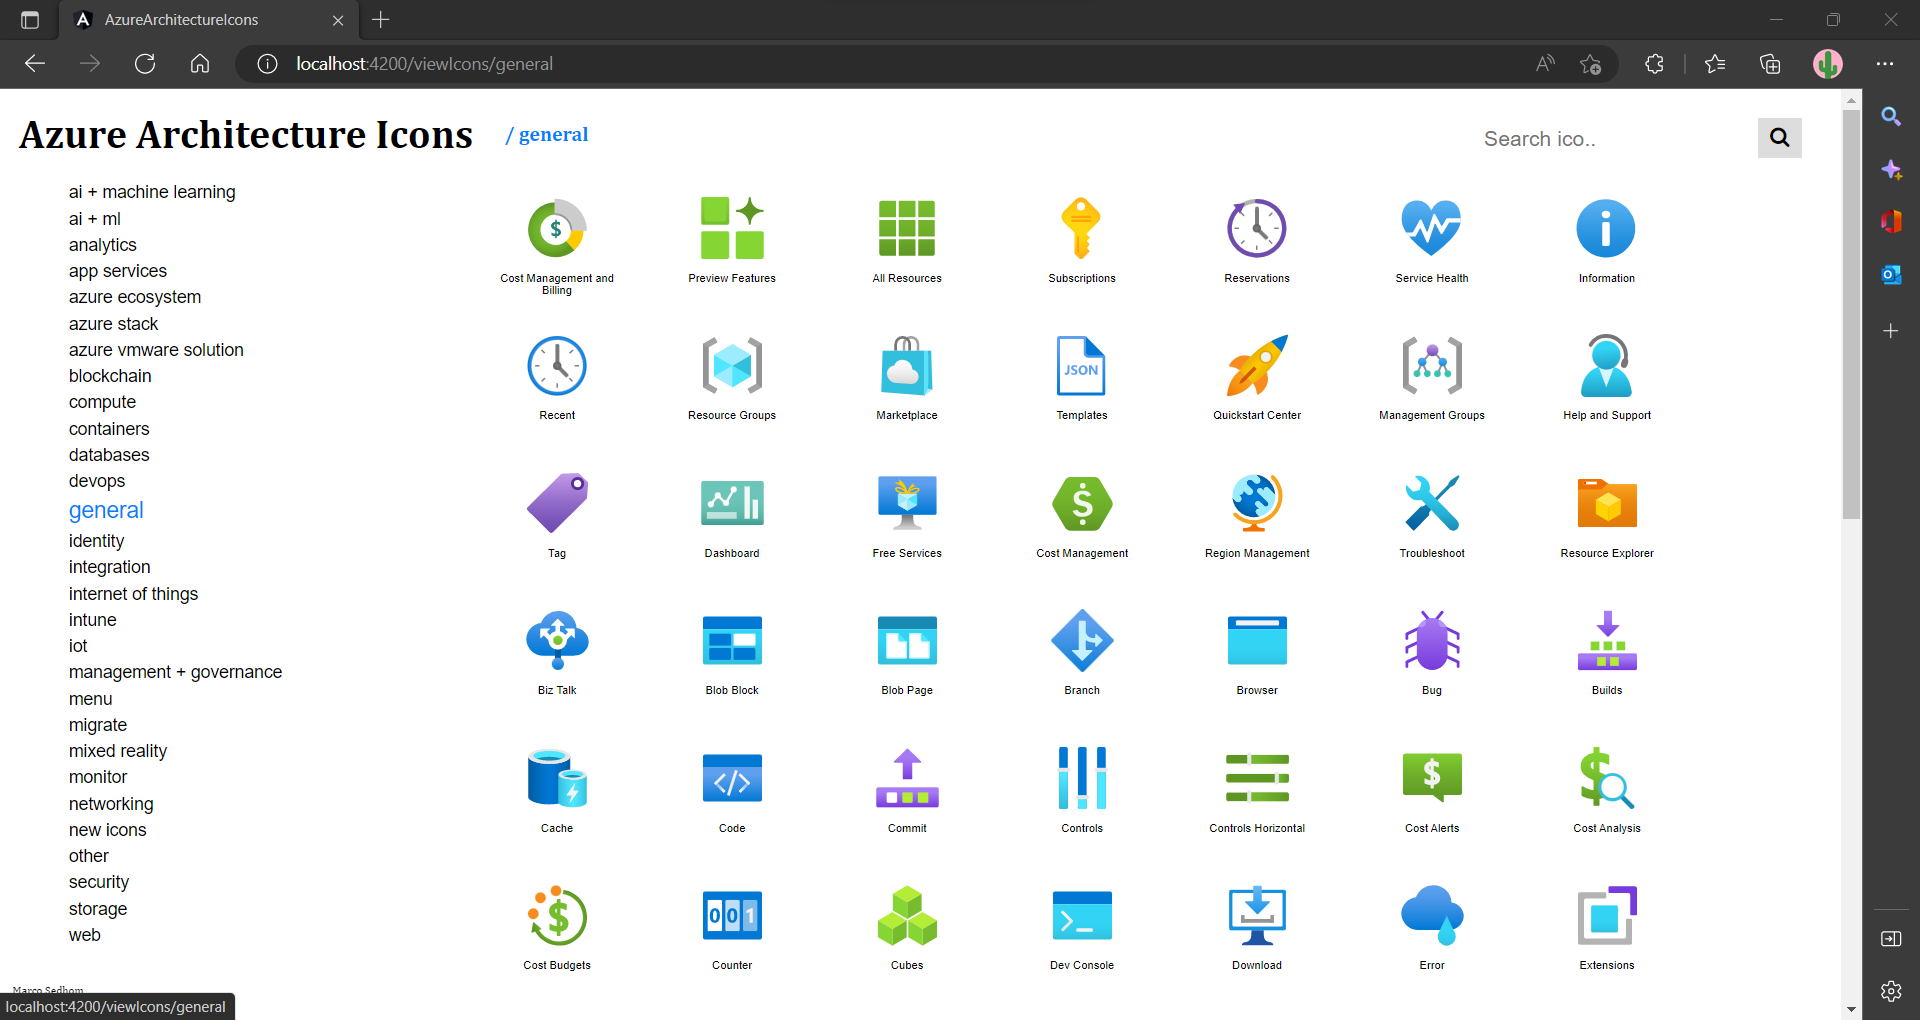 AzureArchitectureIcons
localhost:4200/viewIcons/general
Azure Architecture Icons / general
Search ico..
ai + machine learning
ai + ml
analytics
app services
azure ecosystem
azure stack
azure vmware solution
blockchain
compute
containers
databases
devops
general
identity
integration
internet of things
intune
iot
management + governance
menu
migrate
mixed reality
monitor
networking
new icons
other
security
storage
web
$
Cost Management and
Billing
Preview Features
All Resources
Subscriptions
Reservations
i
Service Health
Information
JSON
Recent
Resource Groups
Marketplace
Templates
Quickstart Center
Management Groups
Help and Support
$
Tag
Dashboard
Free Services
Cost Management
Region Management
Troubleshoot
Resource Explorer
Biz Talk
Blob Block
Blob Page
Branch
Browser
Bug
Builds
</>
$
$
Cache
Code
Commit
Controls
Controls Horizontal
Cost Alerts
Cost Analysis
$
001
>_
Cost Budgets
Counter
Cubes
Dev Console
Download
Error
Extensions
Marco Sedhom
localhost:4200/viewIcons/general